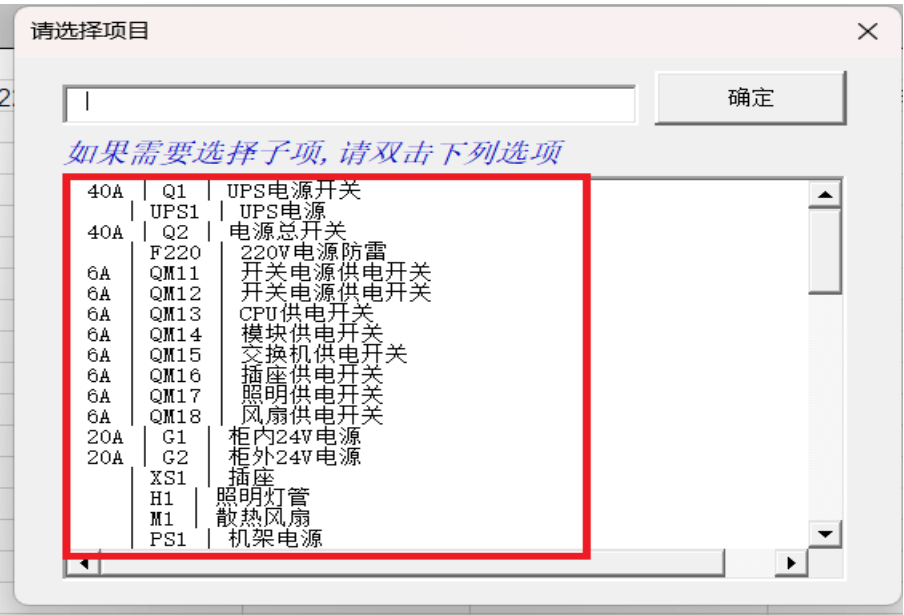 请选择项目
2
确定
如果需要选择子项,请双击下列选项
40A | Q1 | UPS电源开关
| UPS1 | UPS电源
40A | Q2 | 电源总开关
| F220 | 220V电源防雷
6A | QM11 | 开关电源供电开关
6A | QM12 | 开关电源供电开关
6A | QM13 | CPU供电开关
6A | QM14 | 模块供电开关
6A | QM15 | 交换机供电开关
6A | QM16 | 插座供电开关
6A | QM17 | 照明供电开关
6A | QM18 | 风扇供电开关
20A | G1 | 柜内24V电源
20A | G2 | 柜外24V电源
| XS1 | 插座
| H1 | 照明灯管
| M1 | 散热风扇
| PS1 | 机架电源